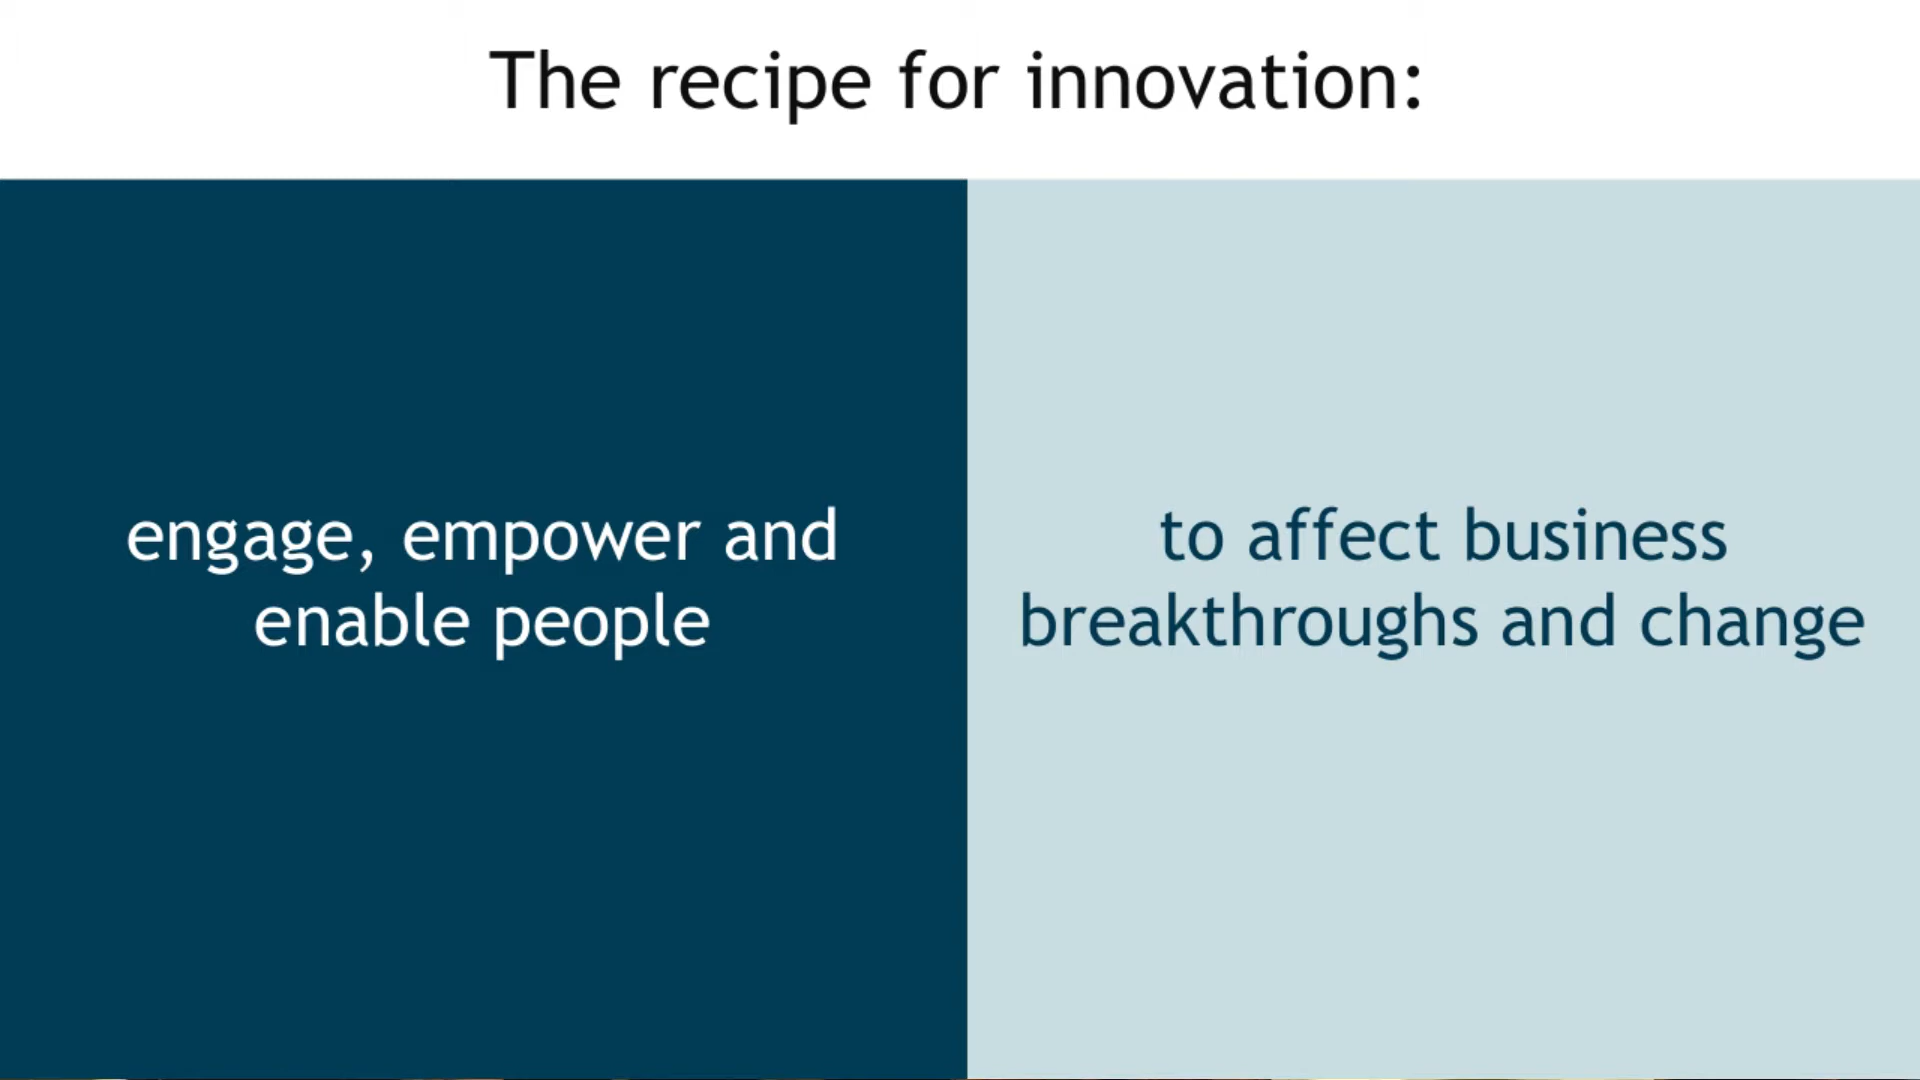 The recipe for innovation:
engage, empower and
enable people
to affect business
breakthroughs and change